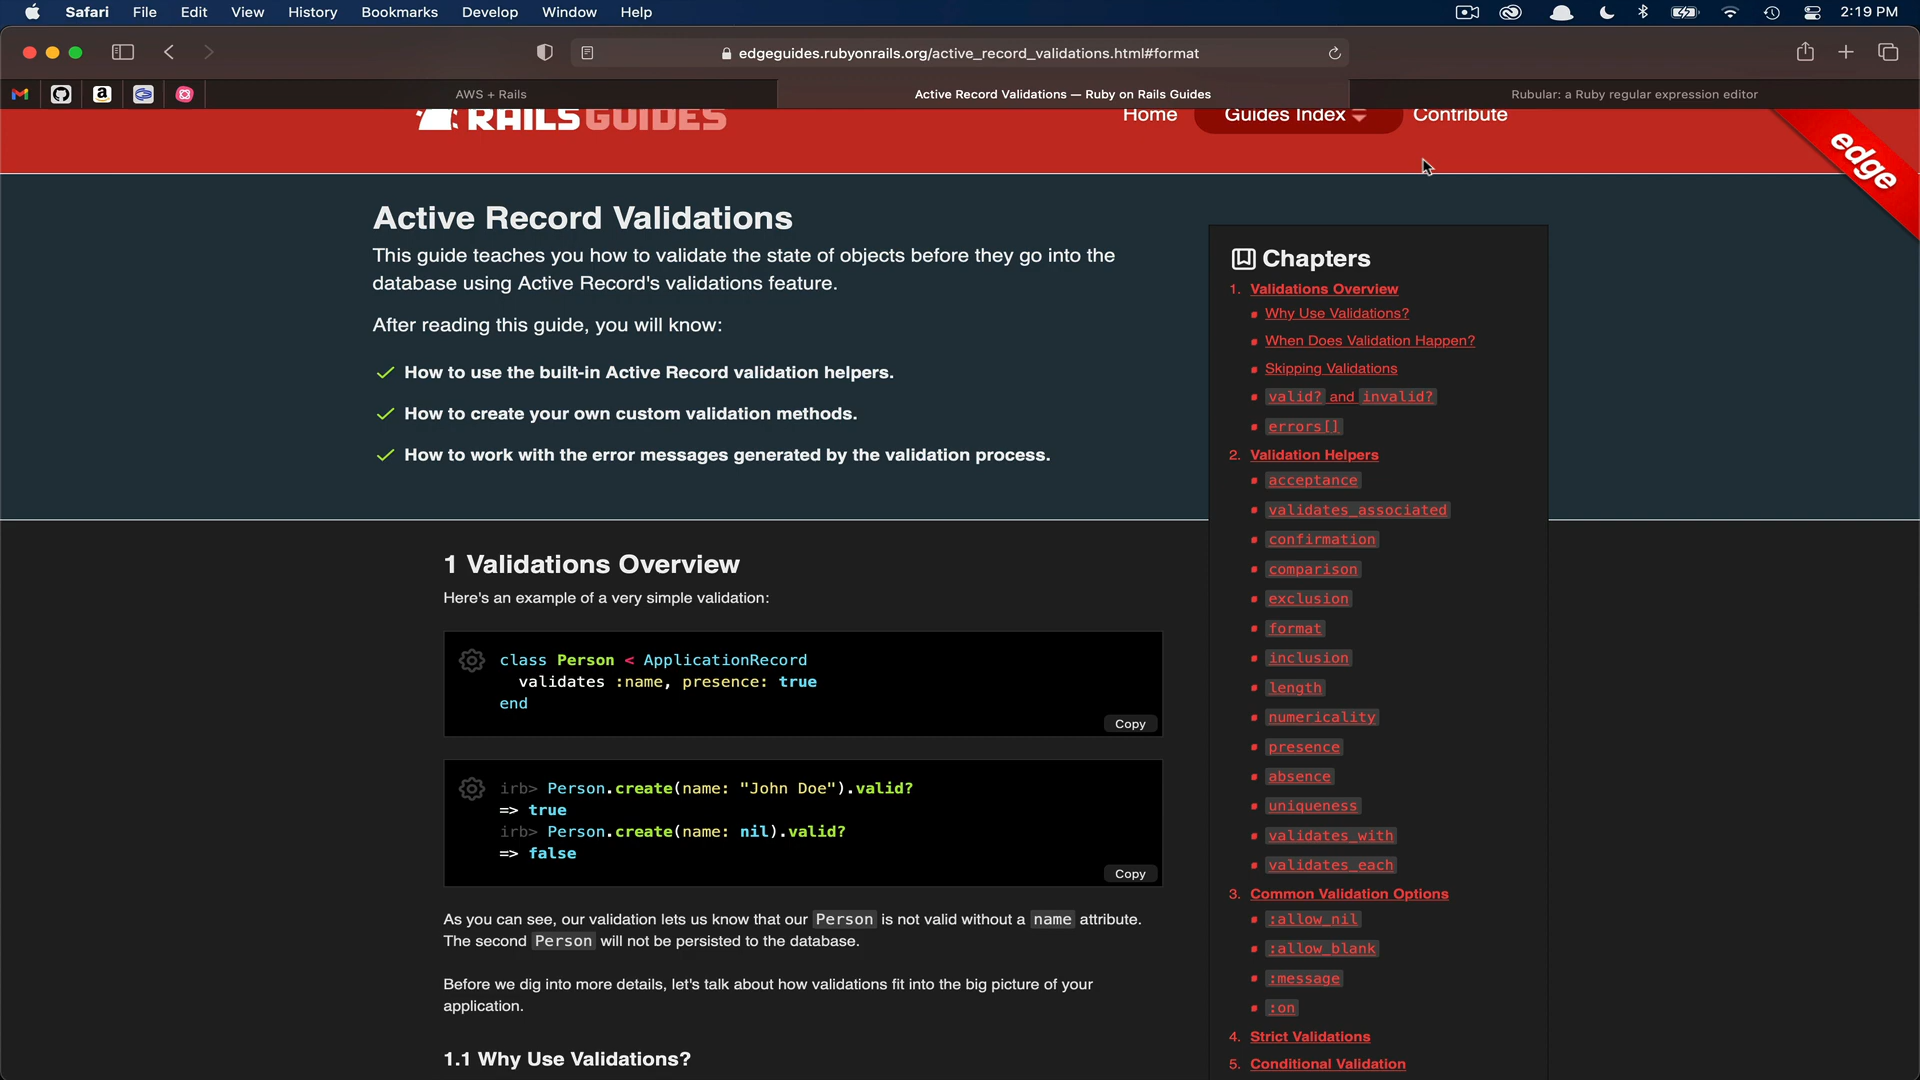 Safari File Edit View History Bookmarks Develop Window Help 2:19 PM
edgeguides.rubyonrails.org/active_record_validations.html#format
AWS + Rails
Active Record Validations — Ruby on Rails Guides
Rubular: a Ruby regular expression editor
RAILSGUIDES
Home
Guides Index
Contribute
edge
Active Record Validations
This guide teaches you how to validate the state of objects before they go into the
database using Active Record's validations feature.
After reading this guide, you will know:
How to use the built-in Active Record validation helpers.
How to create your own custom validation methods.
How to work with the error messages generated by the validation process.
Chapters
1. Validations Overview
Why Use Validations?
When Does Validation Happen?
Skipping Validations
valid? and invalid?
errors[]
2. Validation Helpers
acceptance
validates_associated
confirmation
comparison
exclusion
format
inclusion
length
numericality
presence
absence
uniqueness
validates_with
validates_each
3. Common Validation Options
:allow_nil
:allow_blank
:message
:on
4. Strict Validations
5. Conditional Validation
1 Validations Overview
Here's an example of a very simple validation:
class Person < ApplicationRecord
validates :name, presence: true
end
Copy
irb> Person.create(name: "John Doe").valid?
=> true
irb> Person.create(name: nil).valid?
=> false
Copy
As you can see, our validation lets us know that our Person is not valid without a name attribute.
The second Person will not be persisted to the database.
Before we dig into more details, let's talk about how validations fit into the big picture of your
application.
1.1 Why Use Validations?